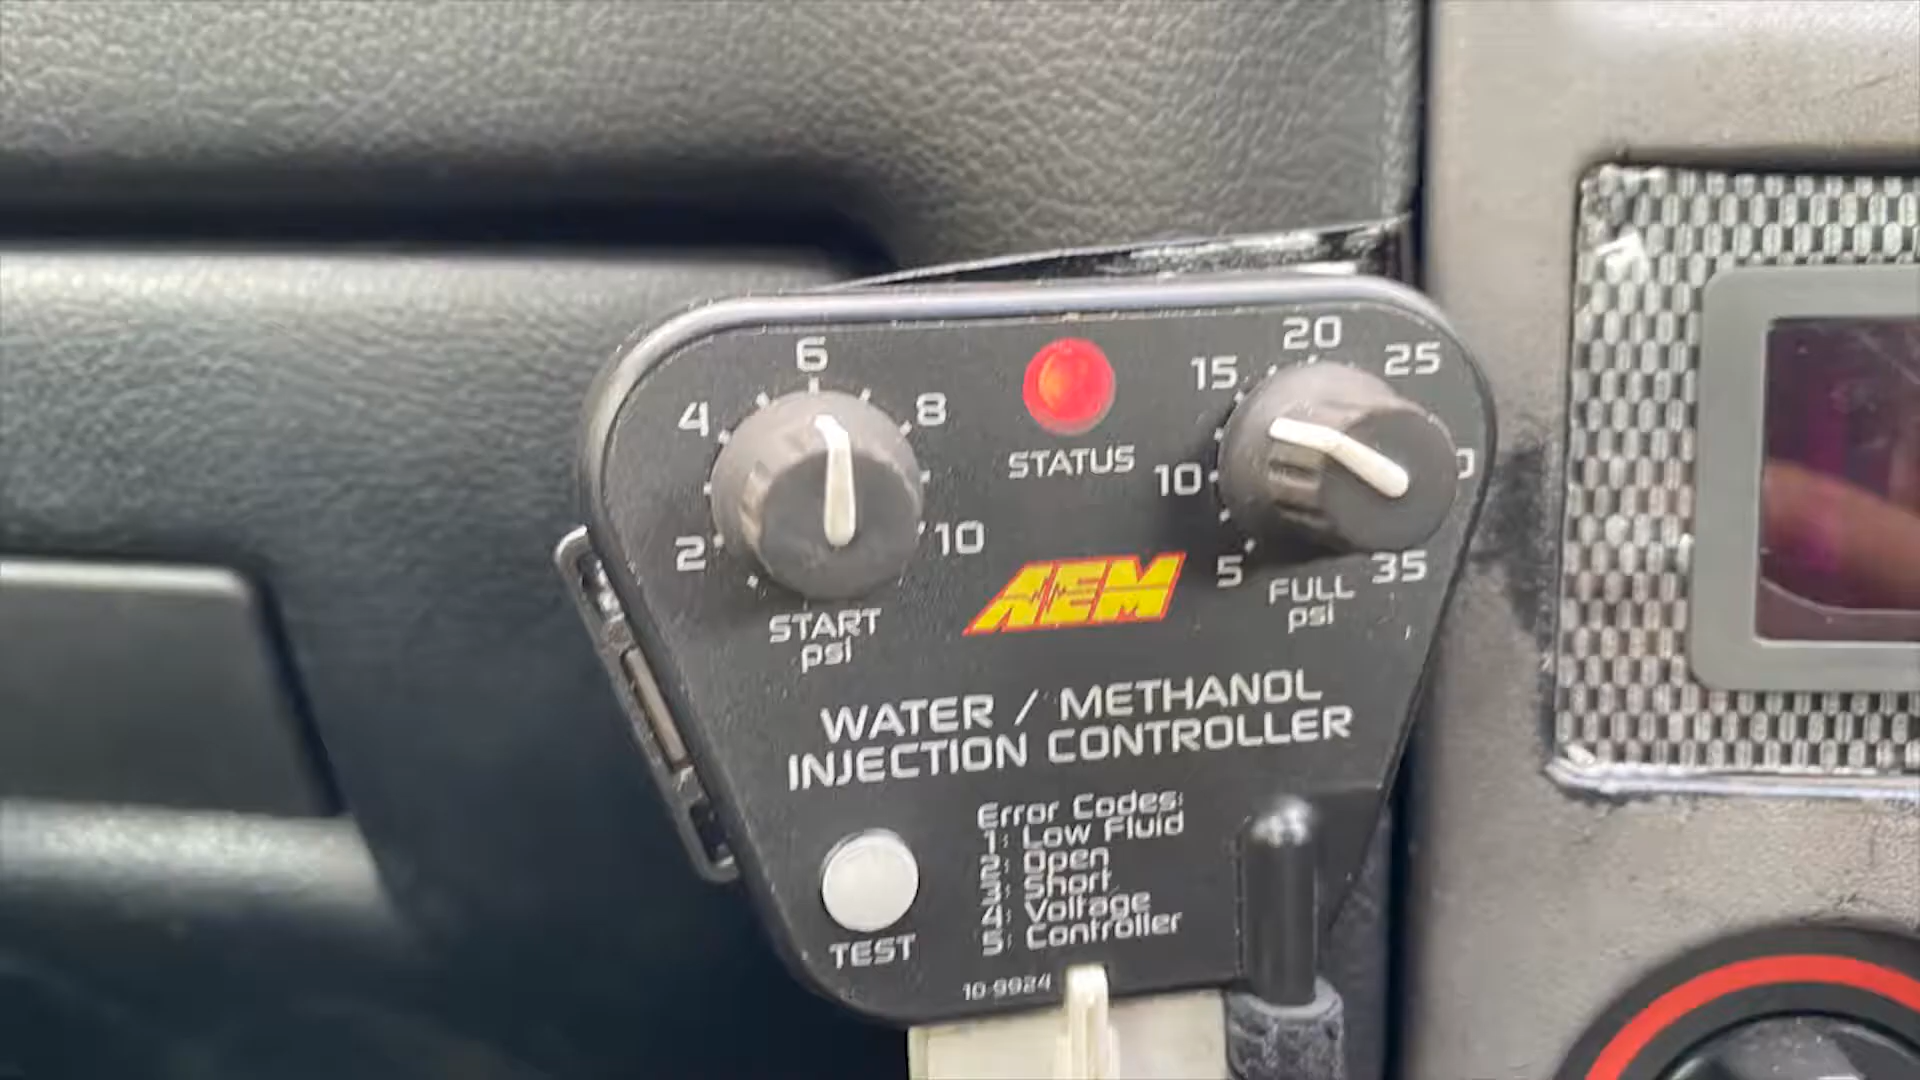 6
4
8
2
10
START
psi
STATUS
20
15
25
10
0
5
35
FULL
psi
AEM
WATER / METHANOL
INJECTION CONTROLLER
Error Codes:
1: Low Fluid
2: Open
3: Short
4: Voltage
5: Controller
TEST
10-9924